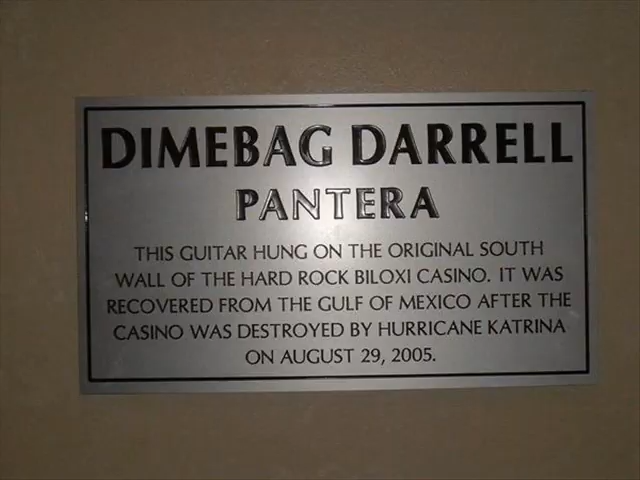 DIMEBAG DARRELL
PANTERA
THIS GUITAR HUNG ON THE ORIGINAL SOUTH
WALL OF THE HARD ROCK BILOXI CASINO. IT WAS
RECOVERED FROM THE GULF OF MEXICO AFTER THE
CASINO WAS DESTROYED BY HURRICANE KATRINA
ON AUGUST 29, 2005.